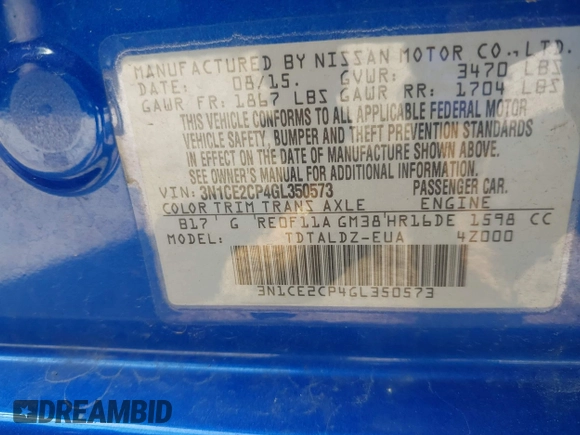 MANUFACTURED BY NISSAN MOTOR CO.,LTD.
DATE: 08/15. GVWR: 3470 LBS
GAWR FR: 1867 LBS GAWR RR: 1704 LBS
THIS VEHICLE CONFORMS TO ALL APPLICABLE FEDERAL MOTOR
VEHICLE SAFETY, BUMPER AND THEFT PREVENTION STANDARDS
IN EFFECT ON THE DATE OF MANUFACTURE SHOWN ABOVE.
SEE OWNER'S MANUAL FOR ADDITIONAL INFORMATION.
VIN: 3N1CE2CP4GL350573 PASSENGER CAR.
COLOR TRIM TRANS AXLE ENGINE
B17 G RE0F11A GM38 HR16DE 1598 CC
MODEL: TDTALDZ-EUA 4Z000
3N1CE2CP4GL350573
DREAMBID